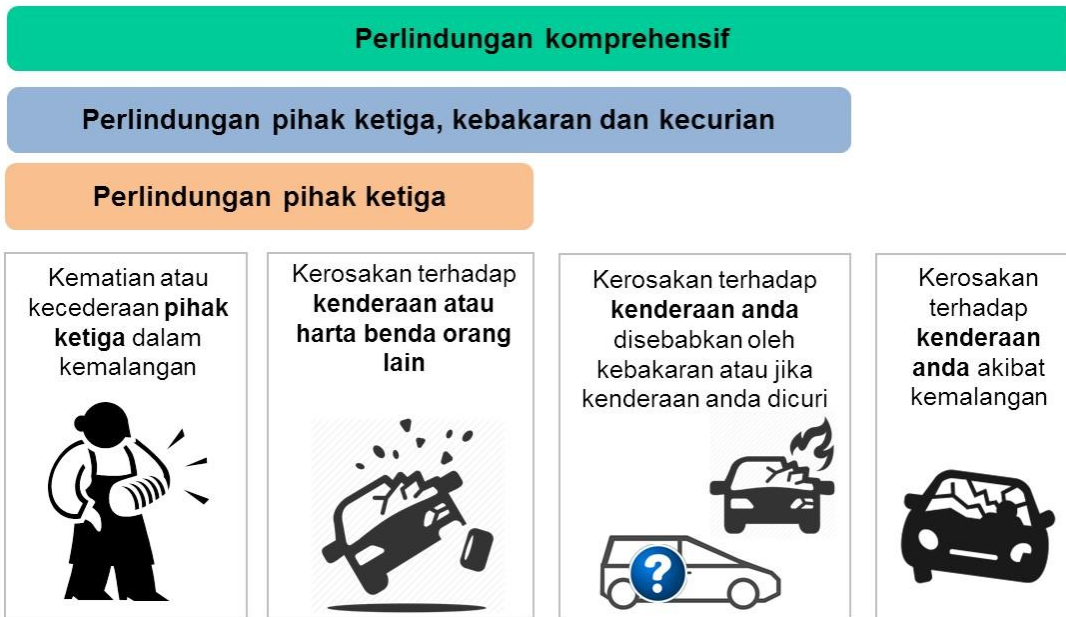 Perlindungan komprehensif
Perlindungan pihak ketiga, kebakaran dan kecurian
Perlindungan pihak ketiga
Kematian atau
kecederaan pihak
ketiga dalam
kemalangan
Kerosakan terhadap
kenderaan atau
harta benda orang
lain
Kerosakan terhadap
kenderaan anda
disebabkan oleh
kebakaran atau jika
kenderaan anda dicuri
?
Kerosakan
terhadap
kenderaan
anda akibat
kemalangan